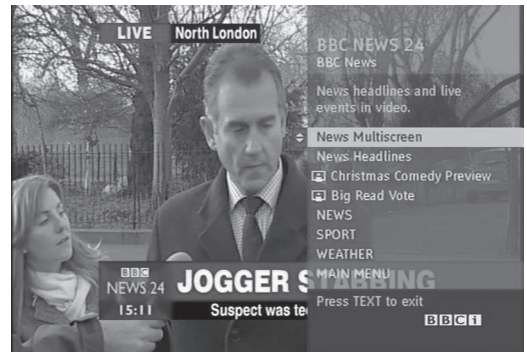 LIVE
North London
BBC NEWS 24
BBC News
News headlines and live
events in video.
News Multiscreen
News Headlines
Christmas Comedy Preview
Big Read Vote
NEWS
SPORT
WEATHER
MAIN MENU
Press TEXT to exit
BBCi
BBC
NEWS 24
15:11
JOGGER STABBING
Suspect was